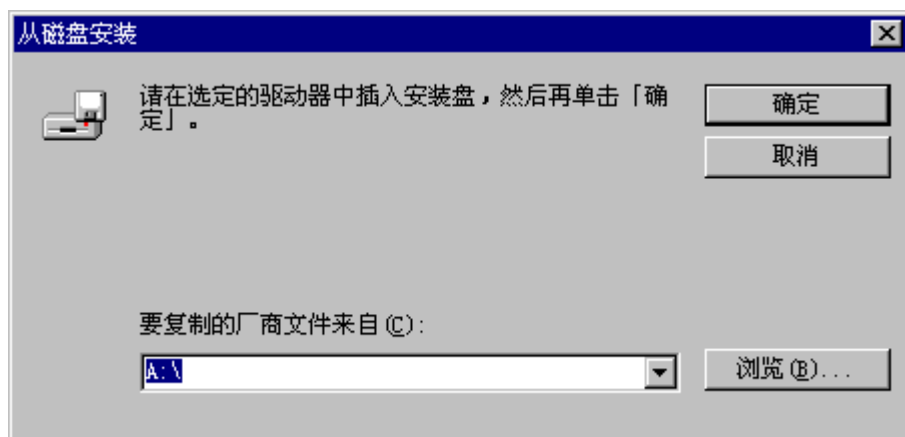 从磁盘安装
请在选定的驱动器中插入安装盘，然后再单击「确
定」。
确定
取消
要复制的厂商文件来自(C):
A:\
浏览(B)...